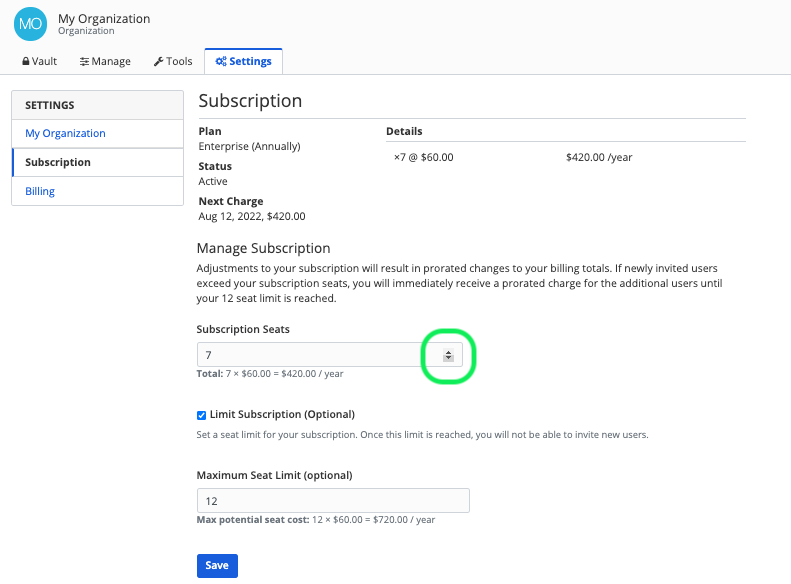 MO
My Organization
Organization
Vault
Manage
Tools
Settings
SETTINGS
My Organization
Subscription
Billing
Subscription
Plan
Enterprise (Annually)
Status
Active
Next Charge
Aug 12, 2022, $420.00
Details
×7 @ $60.00 $420.00 /year
Manage Subscription
Adjustments to your subscription will result in prorated changes to your billing totals. If newly invited users
exceed your subscription seats, you will immediately receive a prorated charge for the additional users until
your 12 seat limit is reached.
Subscription Seats
7
Total: 7 × $60.00 = $420.00 / year
Limit Subscription (Optional)
Set a seat limit for your subscription. Once this limit is reached, you will not be able to invite new users.
Maximum Seat Limit (optional)
12
Max potential seat cost: 12 × $60.00 = $720.00 / year
Save